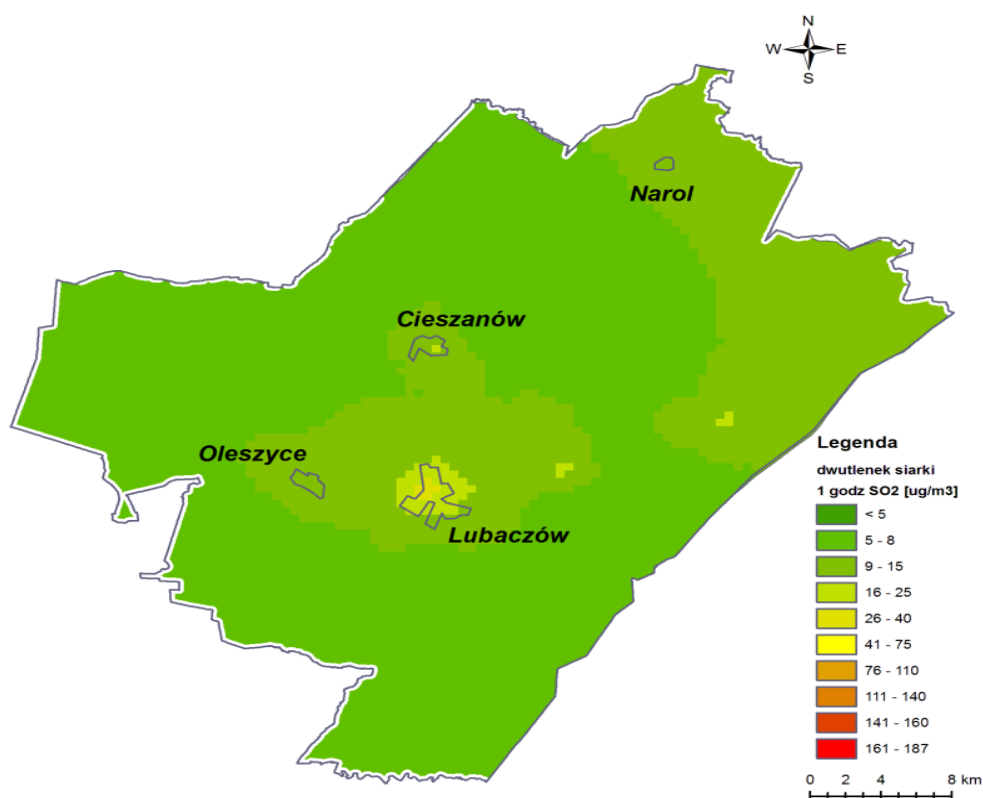 N
W E
S
Narol
Cieszanów
Oleszyce
Lubaczów
Legenda
dwutlenek siarki
1 godz SO2 [ug/m3]
< 5
5 - 8
9 - 15
16 - 25
26 - 40
41 - 75
76 - 110
111 - 140
141 - 160
161 - 187
0 2 4 8 km